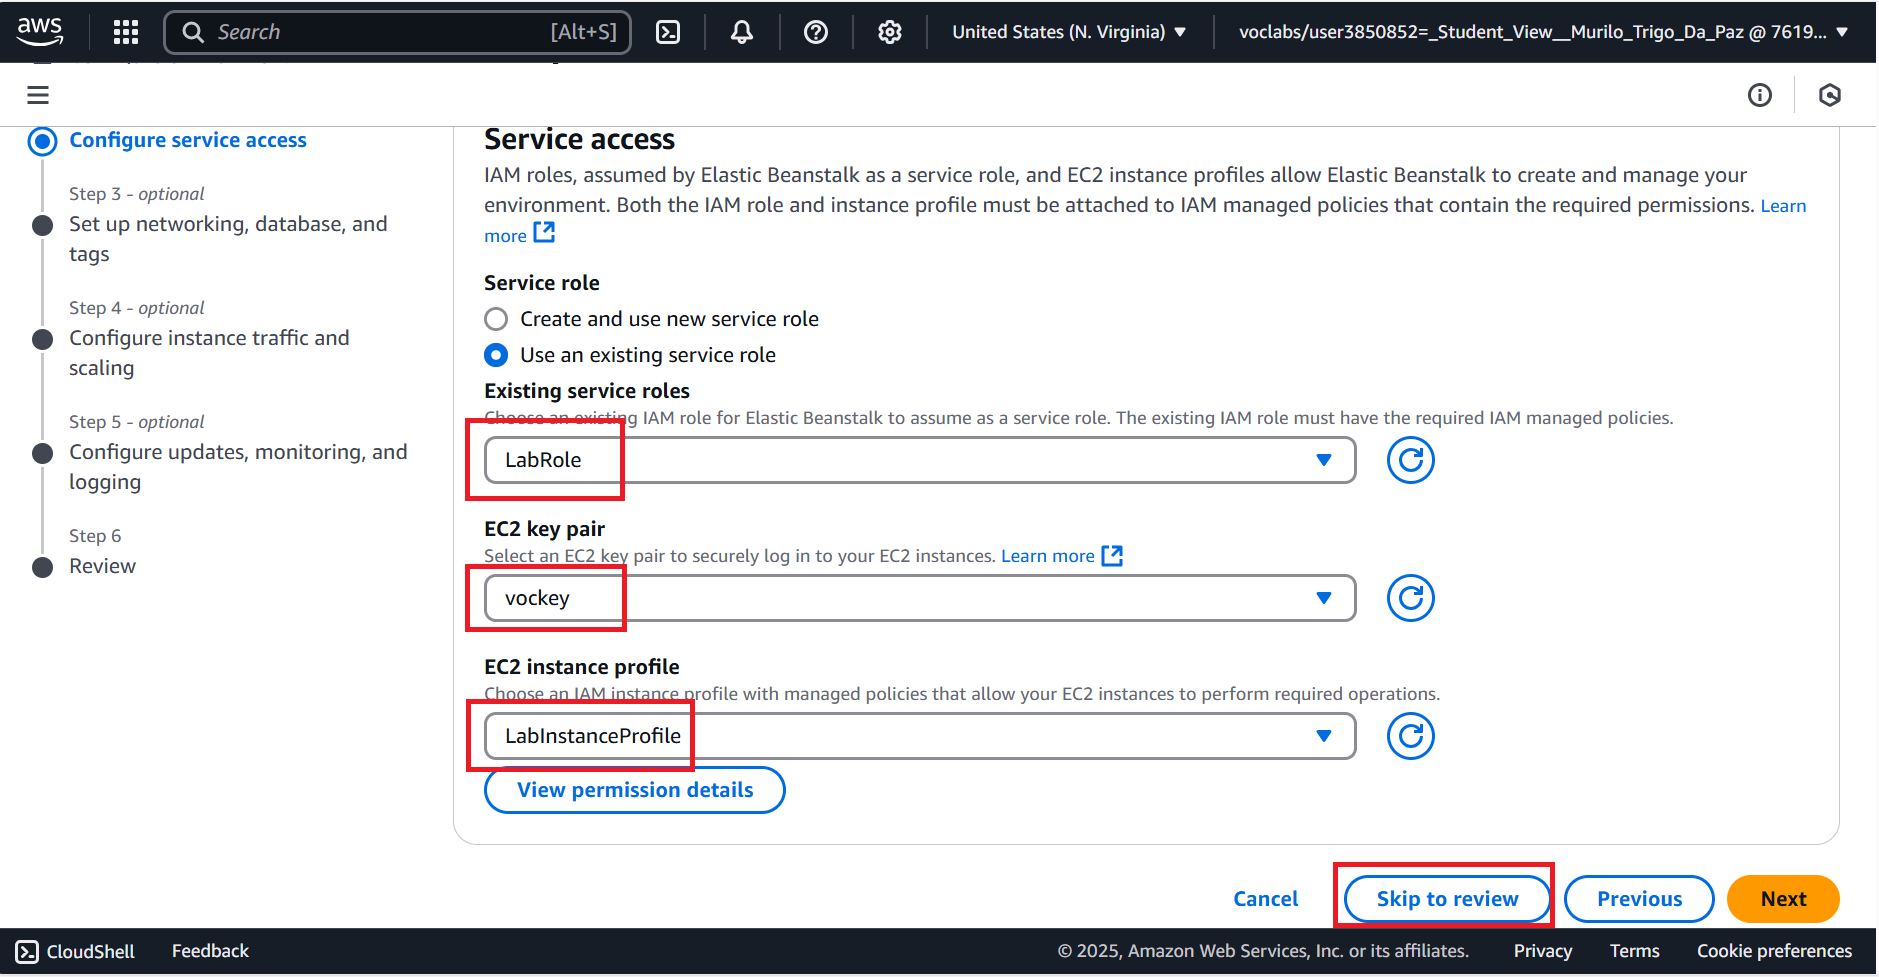 aws
Search [Alt+S]
United States (N. Virginia)
voclabs/user3850852=_Student_View__Murilo_Trigo_Da_Paz @ 7619...
Configure service access
Step 3 - optional
Set up networking, database, and
tags
Step 4 - optional
Configure instance traffic and
scaling
Step 5 - optional
Configure updates, monitoring, and
logging
Step 6
Review
Service access
IAM roles, assumed by Elastic Beanstalk as a service role, and EC2 instance profiles allow Elastic Beanstalk to create and manage your
environment. Both the IAM role and instance profile must be attached to IAM managed policies that contain the required permissions. Learn
more
Service role
Create and use new service role
Use an existing service role
Existing service roles
Choose an existing IAM role for Elastic Beanstalk to assume as a service role. The existing IAM role must have the required IAM managed policies.
LabRole
EC2 key pair
Select an EC2 key pair to securely log in to your EC2 instances. Learn more
vockey
EC2 instance profile
Choose an IAM instance profile with managed policies that allow your EC2 instances to perform required operations.
LabInstanceProfile
View permission details
Cancel
Skip to review
Previous
Next
CloudShell
Feedback
© 2025, Amazon Web Services, Inc. or its affiliates.
Privacy
Terms
Cookie preferences